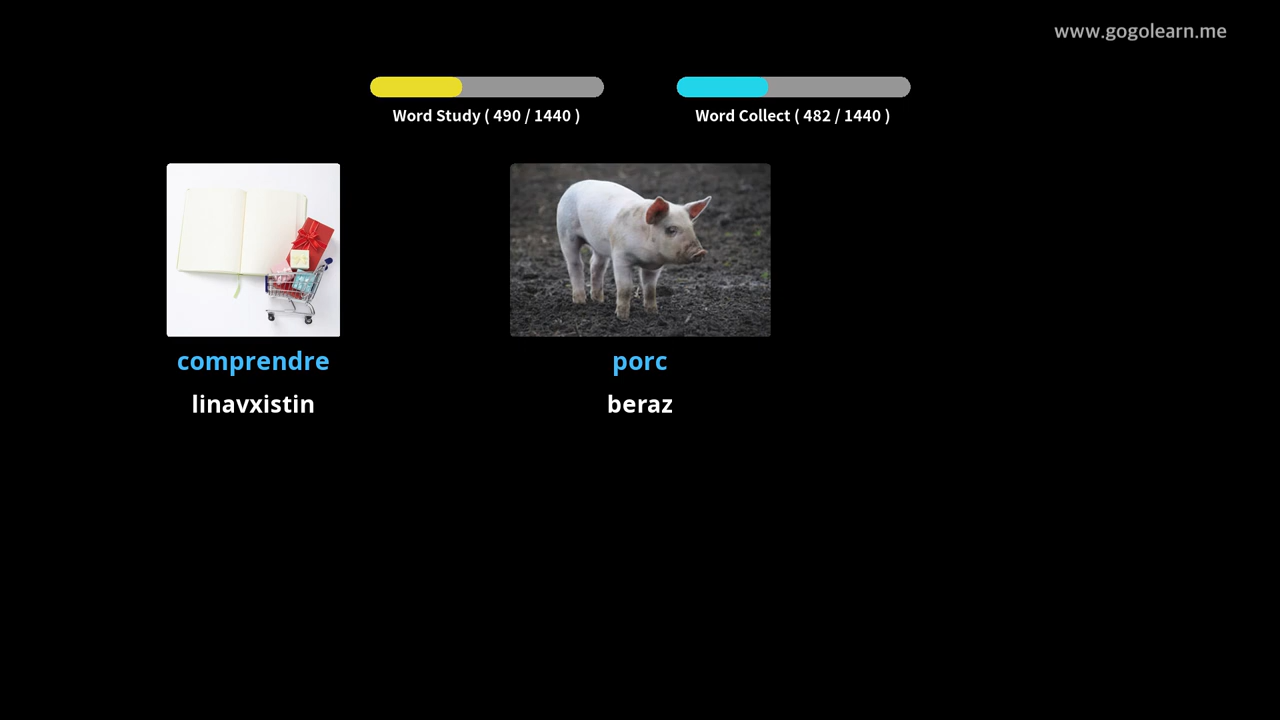 www.gogolearn.me
Word Study ( 490 / 1440 )
Word Collect ( 482 / 1440 )
comprendre
porc
linavxistin
beraz